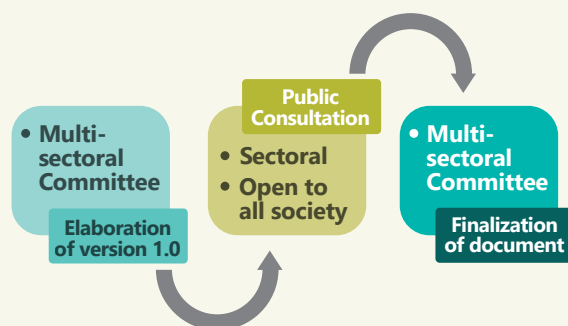 • Multi-
sectoral
Committee
Elaboration
of version 1.0
Public
Consultation
• Sectoral
• Open to
all society
• Multi-
sectoral
Committee
Finalization
of document